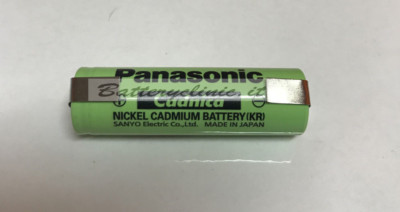 Panasonic
Batteryclinic.it
Cadnica
NICKEL CADMIUM BATTERY(KR)
SANYO Electric Co.,Ltd. MADE IN JAPAN